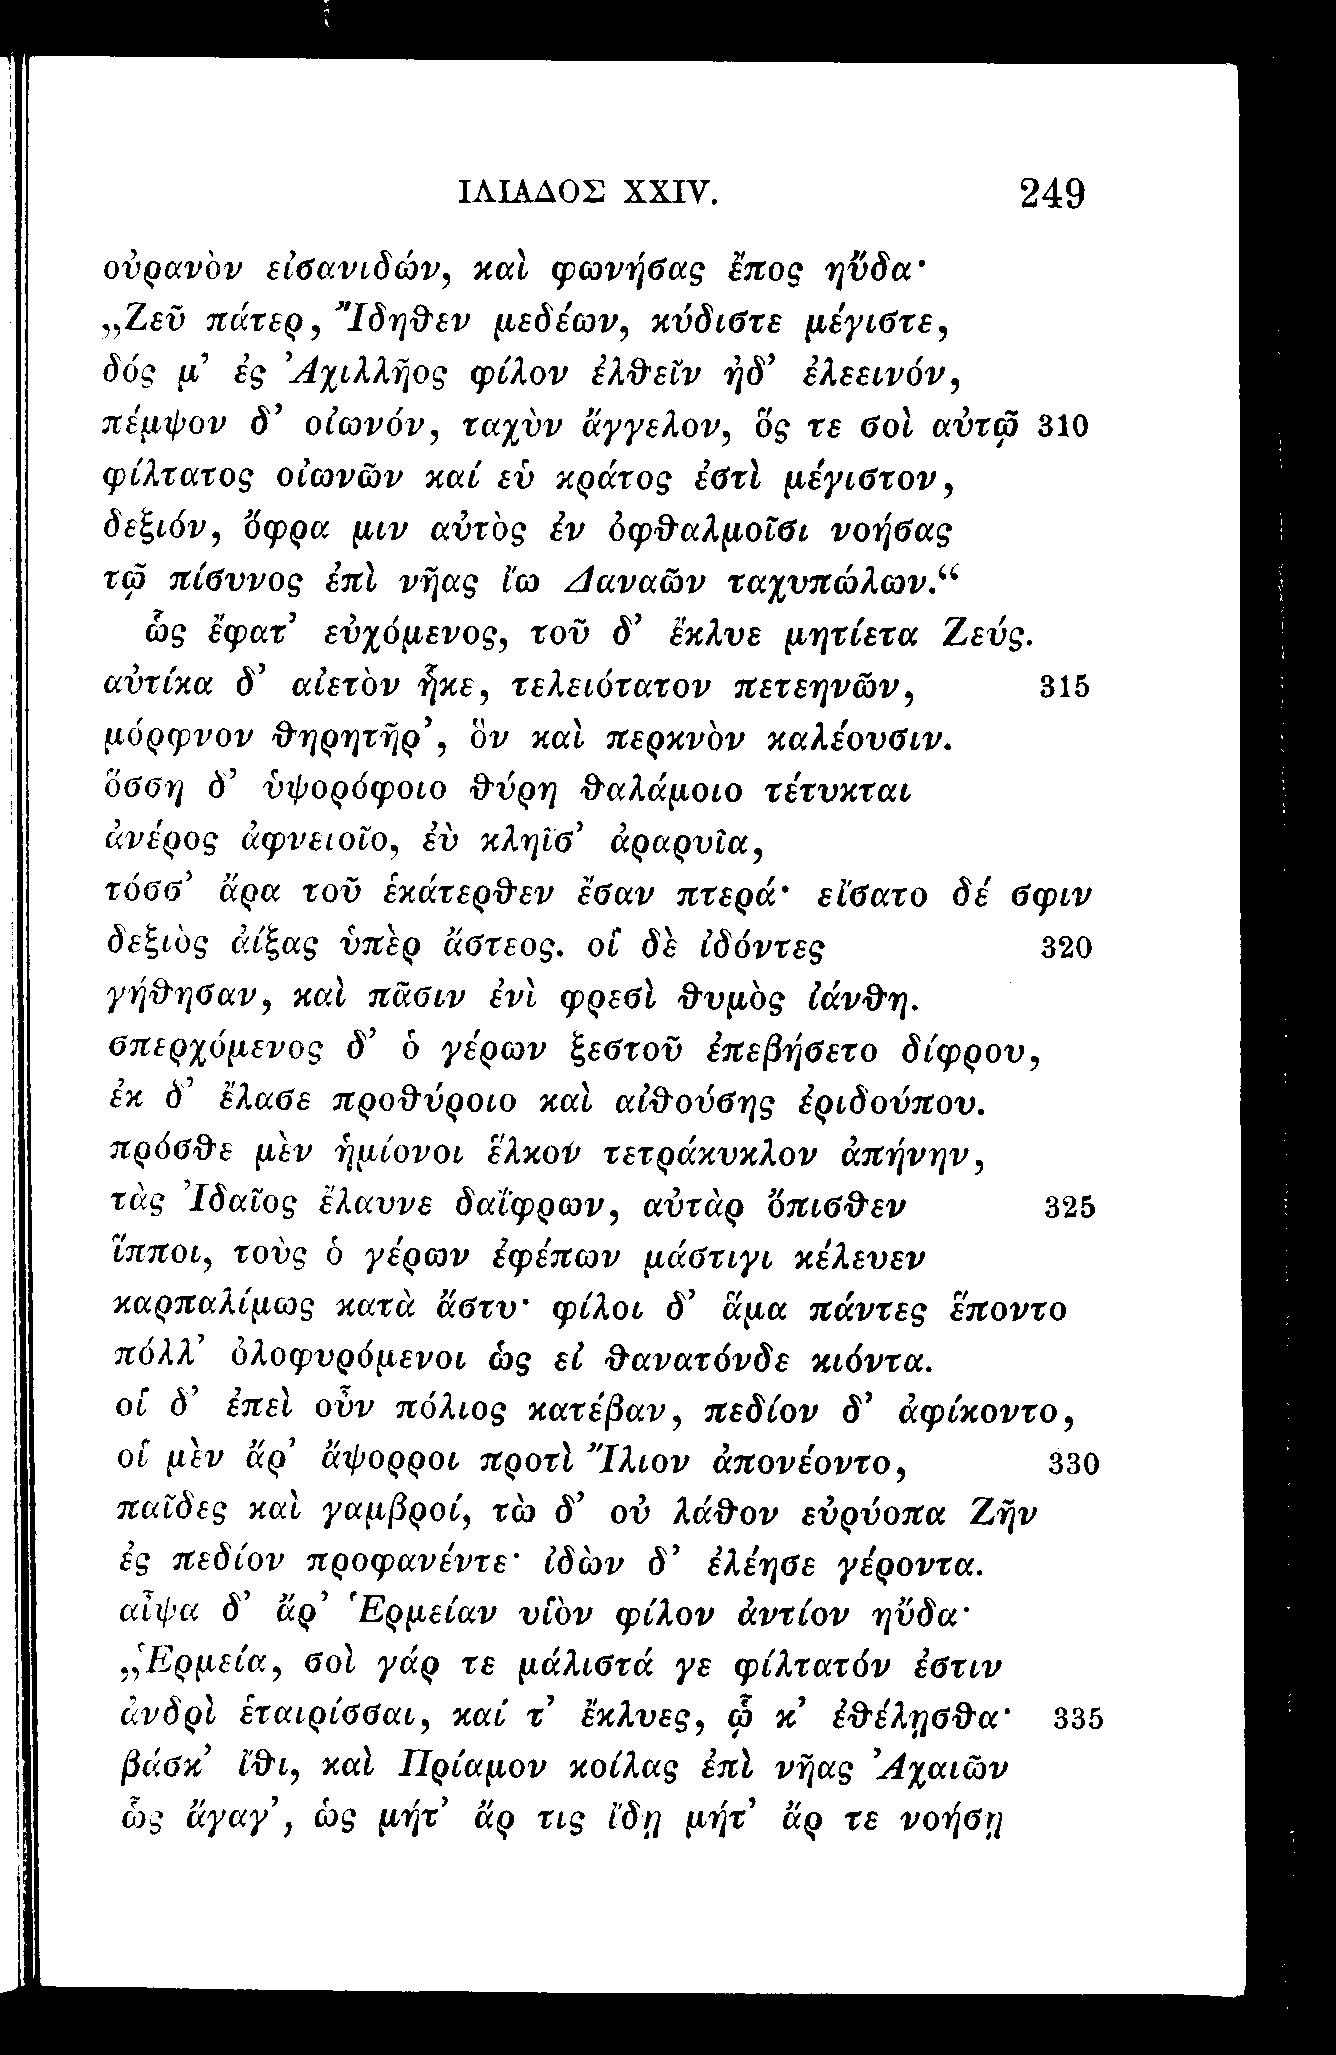 ΙΛΙΑΔΟΣ XXIV. 249
οὐρανὸν εἰσανιδών, καὶ φωνήσας ἔπος ηὔδα·
„Ζεῦ πάτερ, Ἴδηθεν μεδέων, κύδιστε μέγιστε,
δός μ’ ἐς Ἀχιλλῆος φίλον ἐλθεῖν ἠδ’ ἐλεεινόν,
πέμψον δ’ οἰωνόν, ταχὺν ἄγγελον, ὅς τε σοὶ αὐτῷ 310
φίλτατος οἰωνῶν καί εὑ κράτος ἐστὶ μέγιστον,
δεξιόν, ὄφρα μιν αὐτὸς ἐν ὀφθαλμοῖσι νοήσας
τῷ πίσυνος ἐπὶ νῆας ἴω Δαναῶν ταχυπώλων.“
ὣς ἔφατ’ εὐχόμενος, τοῦ δ’ ἔκλυε μητίετα Ζεύς.
αὐτίκα δ’ αἰετὸν ἧκε, τελειότατον πετεηνῶν, 315
μόρφνον θηρητῆρ’, ὃν καὶ περκνὸν καλέουσιν.
ὅσση δ’ ὑψορόφοιο θύρη θαλάμοιο τέτυκται
ἀνέρος ἀφνειοῖο, ἐὺ κληῖσ’ ἀραρυῖα,
τόσσ’ ἄρα τοῦ ἑκάτερθεν ἔσαν πτερά· εἴσατο δέ σφιν
δεξιὸς ἀίξας ὑπὲρ ἄστεος. οἱ δὲ ἰδόντες 320
γήθησαν, καὶ πᾶσιν ἐνὶ φρεσὶ θυμὸς ἰάνθη.
σπερχόμενος δ’ ὁ γέρων ξεστοῦ ἐπεβήσετο δίφρου,
ἐκ δ’ ἔλασε προθύροιο καὶ αἰθούσης ἐριδούπου.
πρόσθε μὲν ἡμίονοι ἕλκον τετράκυκλον ἀπήνην,
τὰς Ἰδαῖος ἔλαυνε δαΐφρων, αὐτὰρ ὄπισθεν 325
ἵπποι, τοὺς ὁ γέρων ἐφέπων μάστιγι κέλευεν
καρπαλίμως κατὰ ἄστυ· φίλοι δ’ ἅμα πάντες ἕποντο
πόλλ’ ὀλοφυρόμενοι ὡς εἰ θανατόνδε κιόντα.
οἱ δ’ ἐπεὶ οὖν πόλιος κατέβαν, πεδίον δ’ ἀφίκοντο,
οἱ μὲν ἄρ’ ἄψορροι προτὶ Ἴλιον ἀπονέοντο, 330
παῖδες καὶ γαμβροί, τὼ δ’ οὐ λάθον εὐρύοπα Ζῆν
ἐς πεδίον προφανέντε· ἰδὼν δ’ ἐλέησε γέροντα.
αἶψα δ’ ἄρ’ Ἑρμείαν υἱὸν φίλον ἀντίον ηὔδα·
„Ἑρμεία, σοὶ γάρ τε μάλιστά γε φίλτατόν ἐστιν
ἀνδρὶ ἑταιρίσσαι, καί τ’ ἔκλυες, ᾧ κ’ ἐθέλῃσθα· 335
βάσκ’ ἴθι, καὶ Πρίαμον κοίλας ἐπὶ νῆας Ἀχαιῶν
ὣς ἄγαγ’, ὡς μήτ’ ἄρ τις ἴδῃ μήτ’ ἄρ τε νοήσῃ